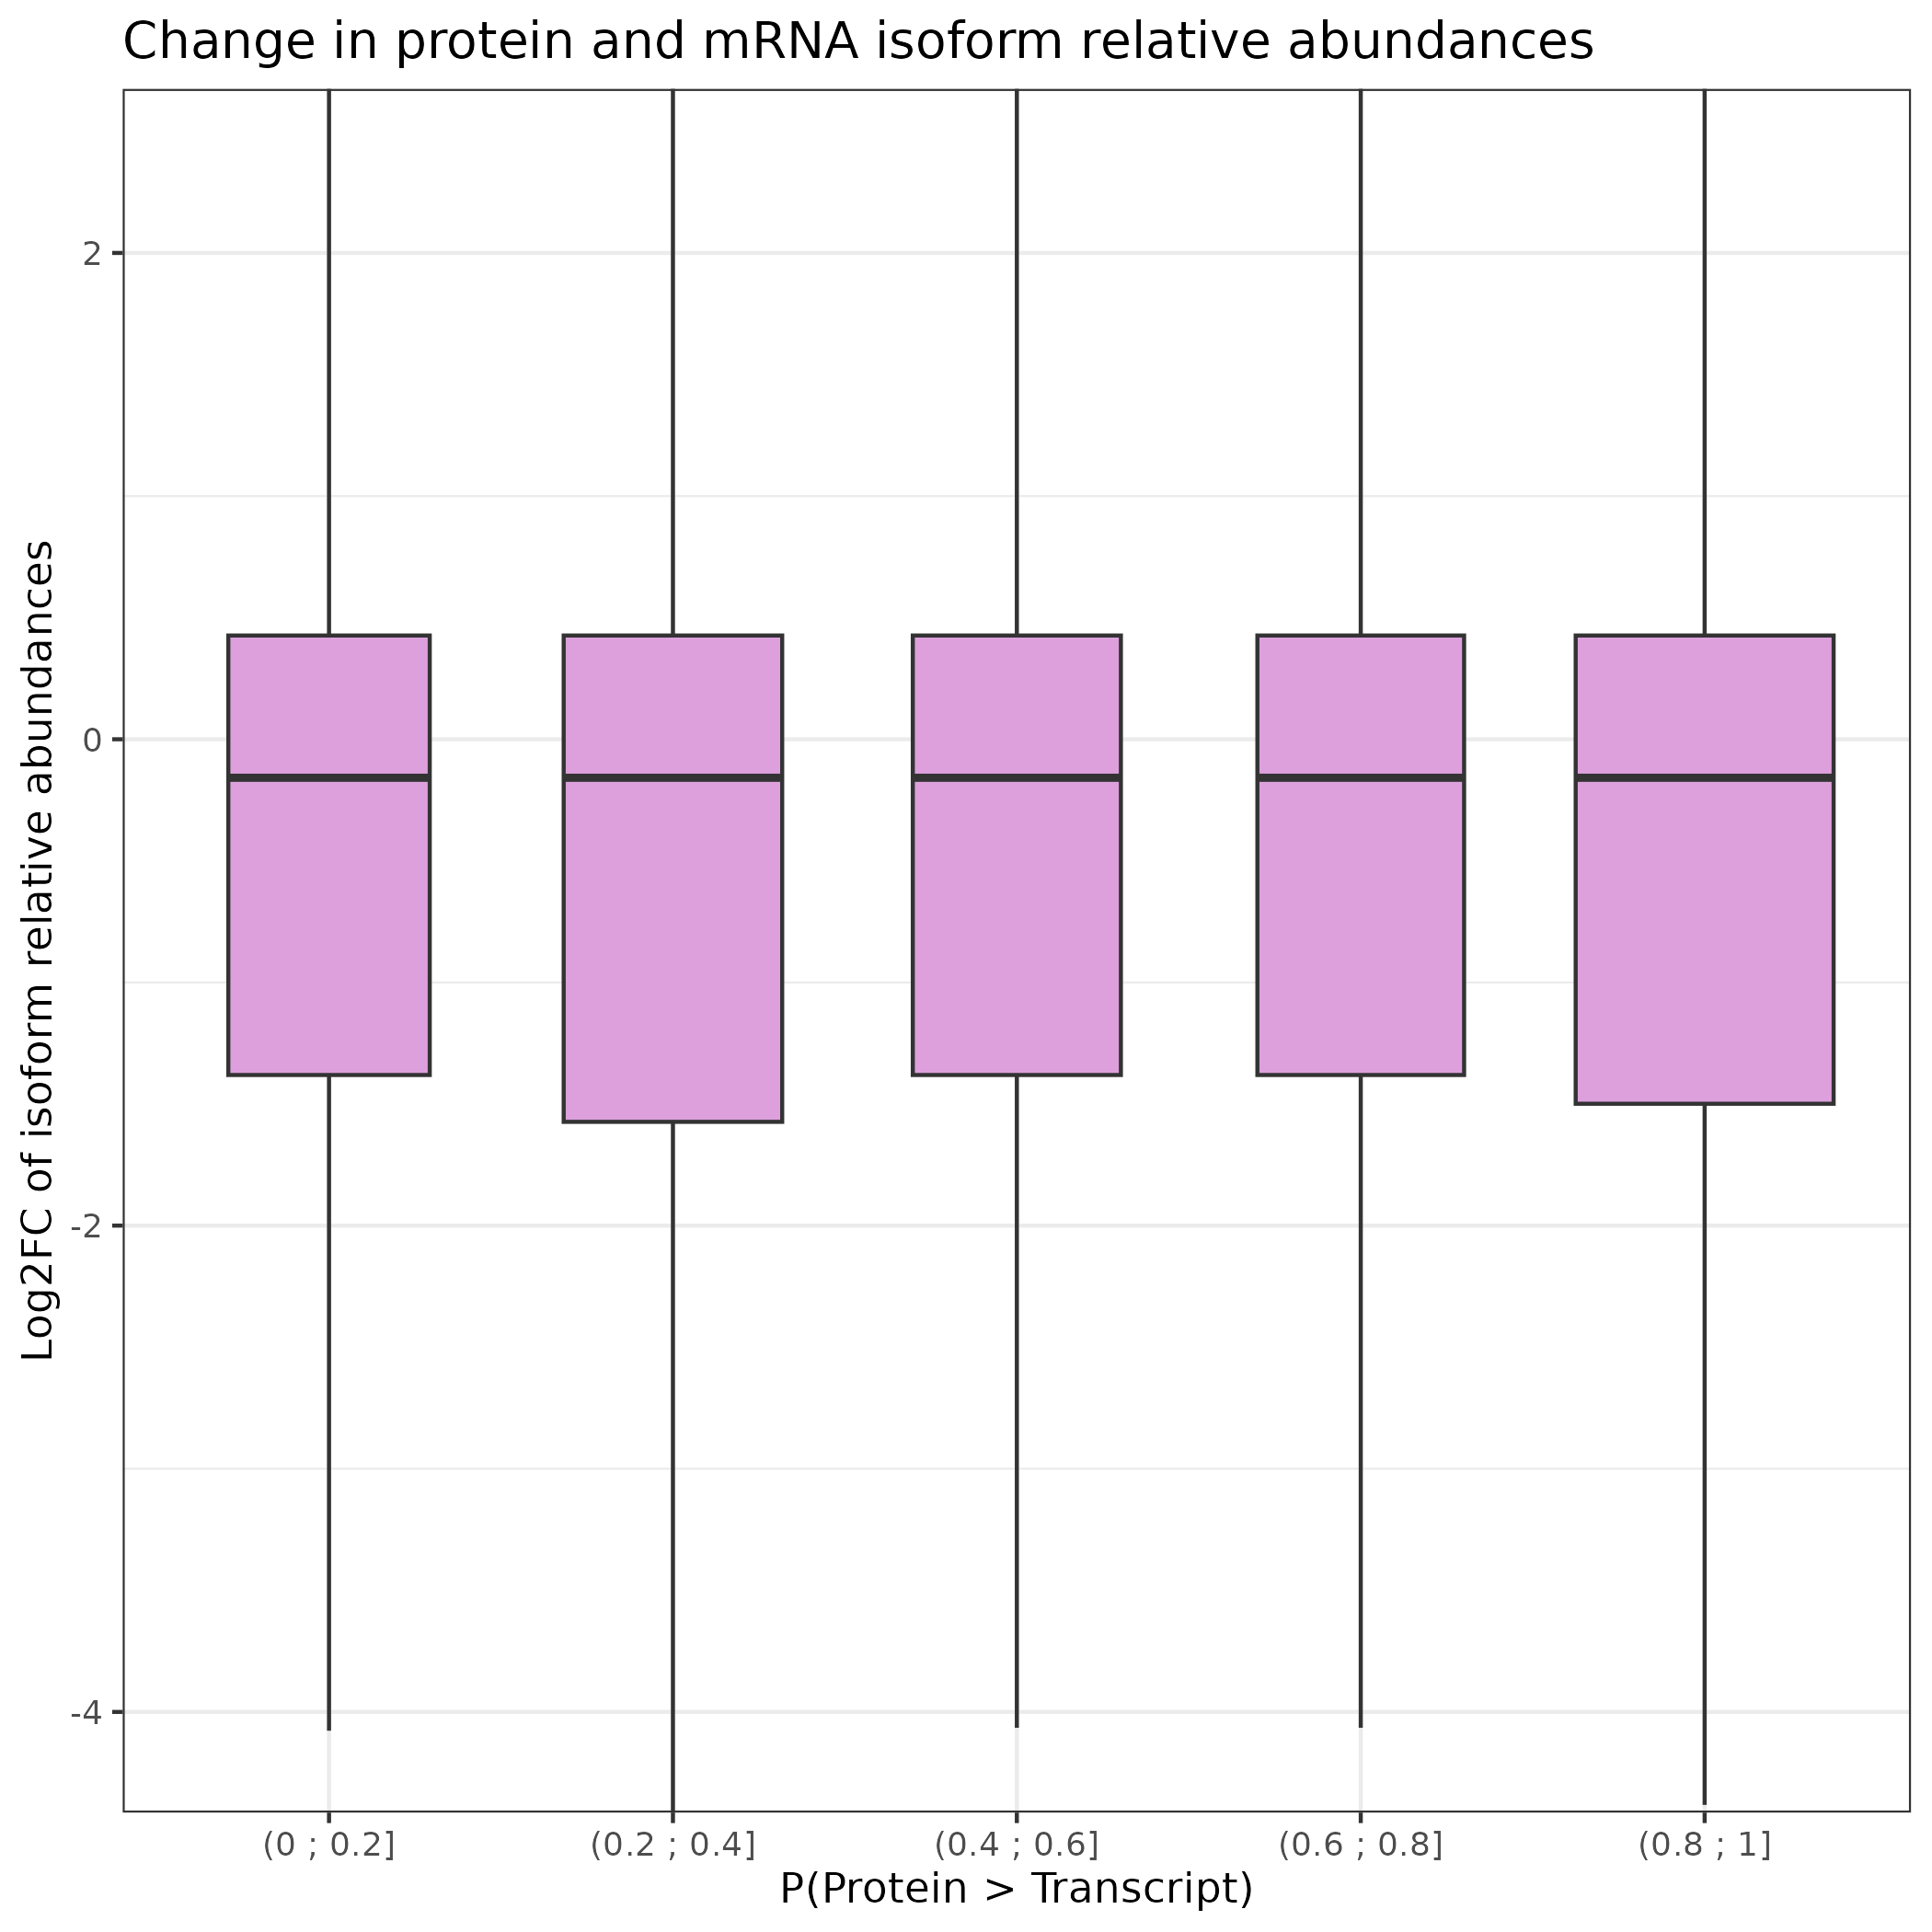 Change in protein and mRNA isoform relative abundances
Log2FC of isoform relative abundances
2
0
-2
-4
(0 ; 0.2]
(0.2 ; 0.4]
(0.4 ; 0.6]
(0.6 ; 0.8]
(0.8 ; 1]
P(Protein > Transcript)